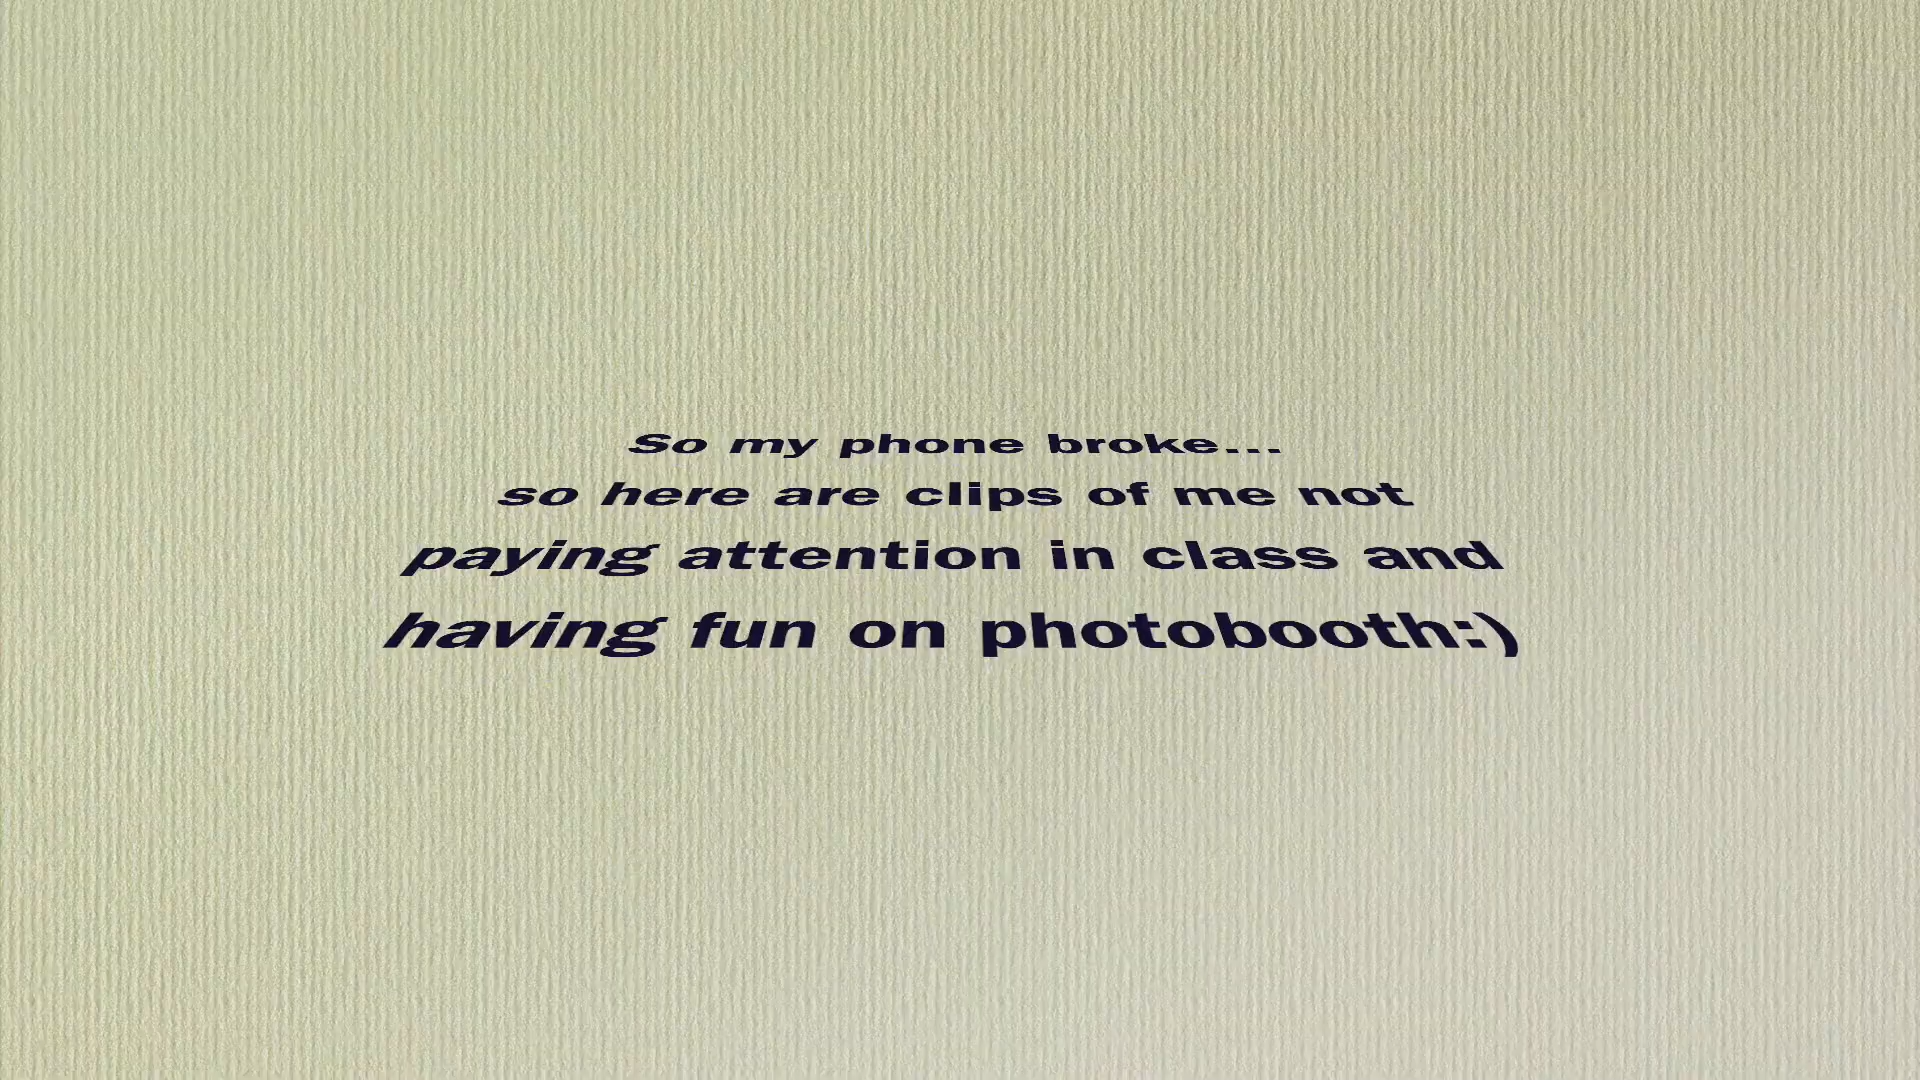 So my phone broke...
so here are clips of me not
paying attention in class and
having fun on photobooth:)